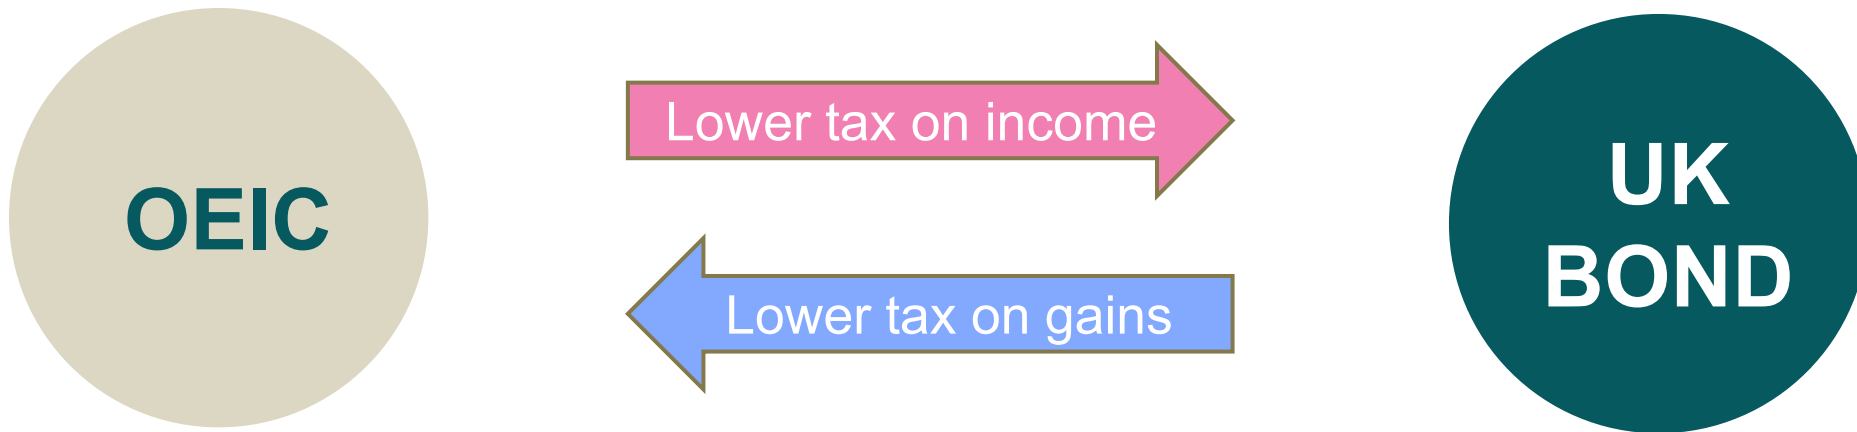 OEIC
Lower tax on income
Lower tax on gains
UK
BOND